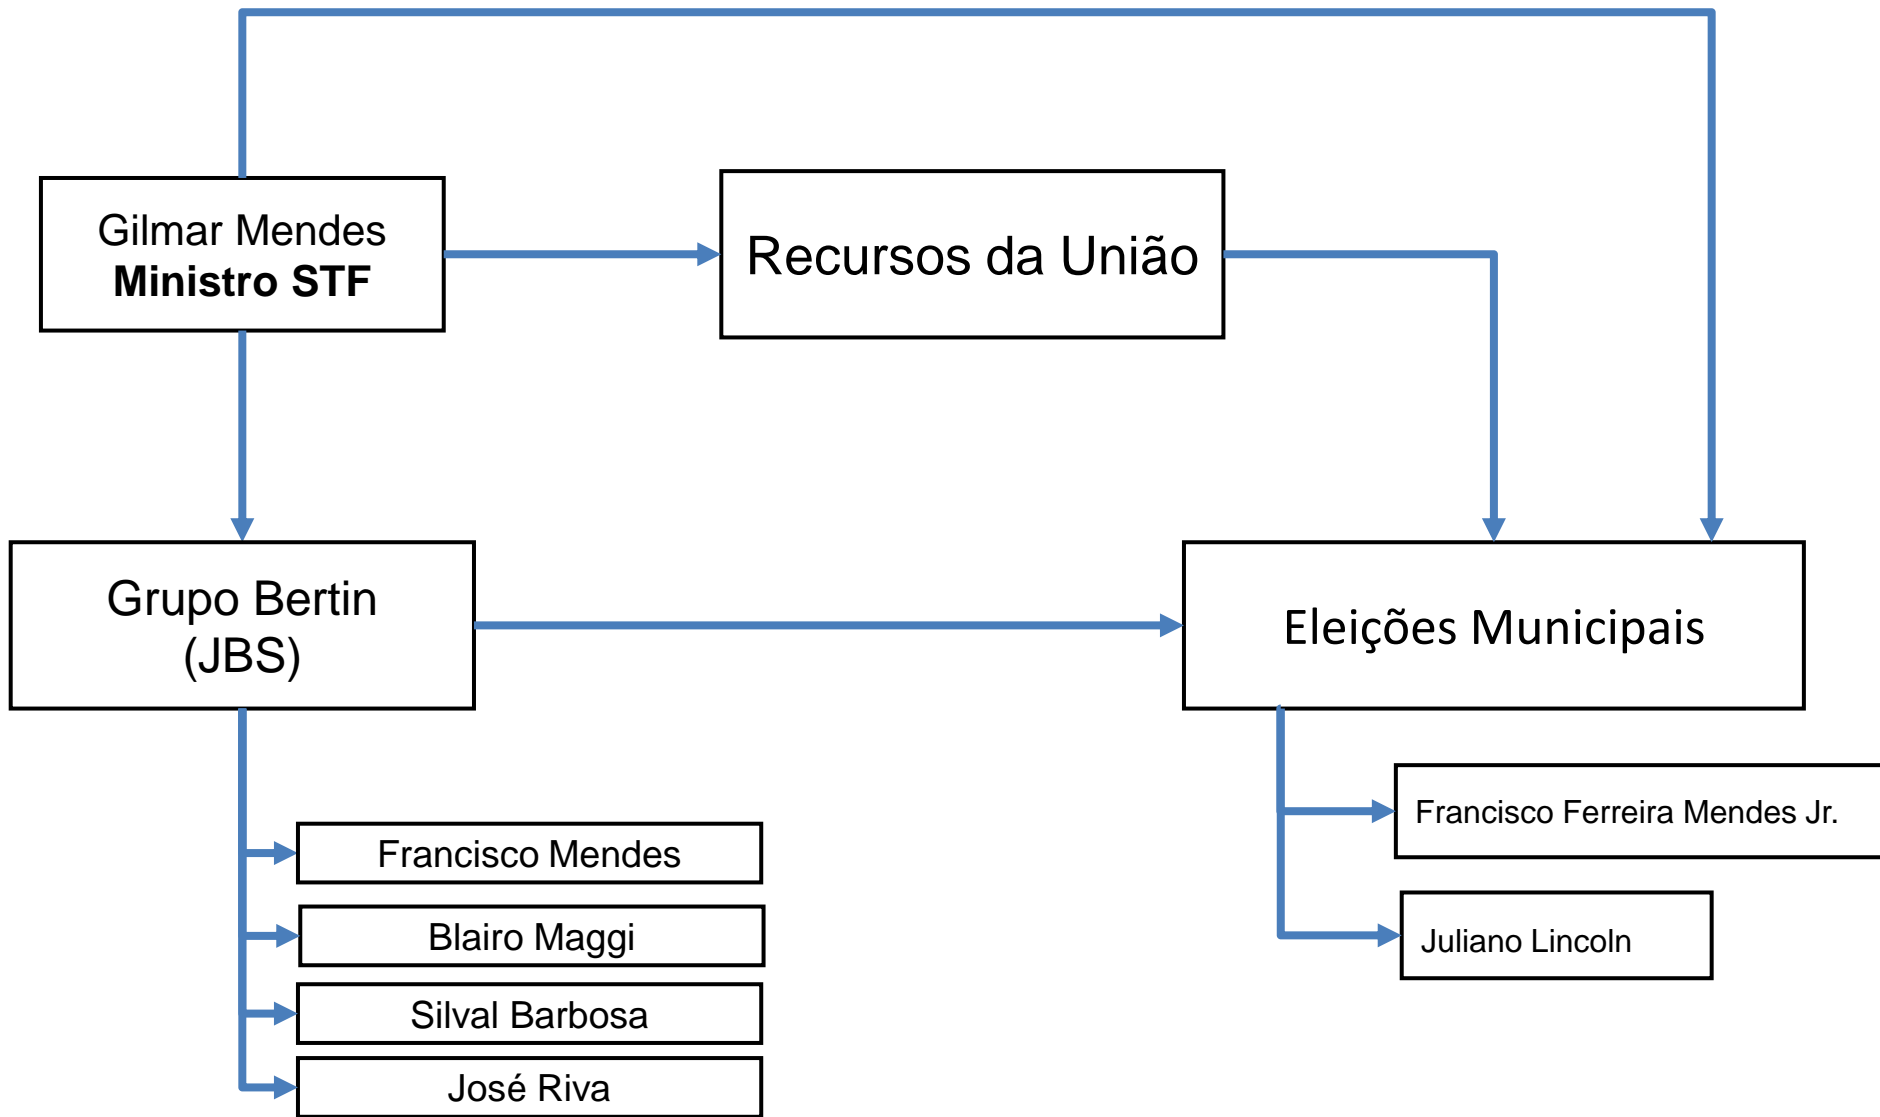 Gilmar Mendes
Ministro STF
Recursos da União
Grupo Bertin
(JBS)
Eleições Municipais
Francisco Mendes
Blairo Maggi
Silval Barbosa
José Riva
Francisco Ferreira Mendes Jr.
Juliano Lincoln